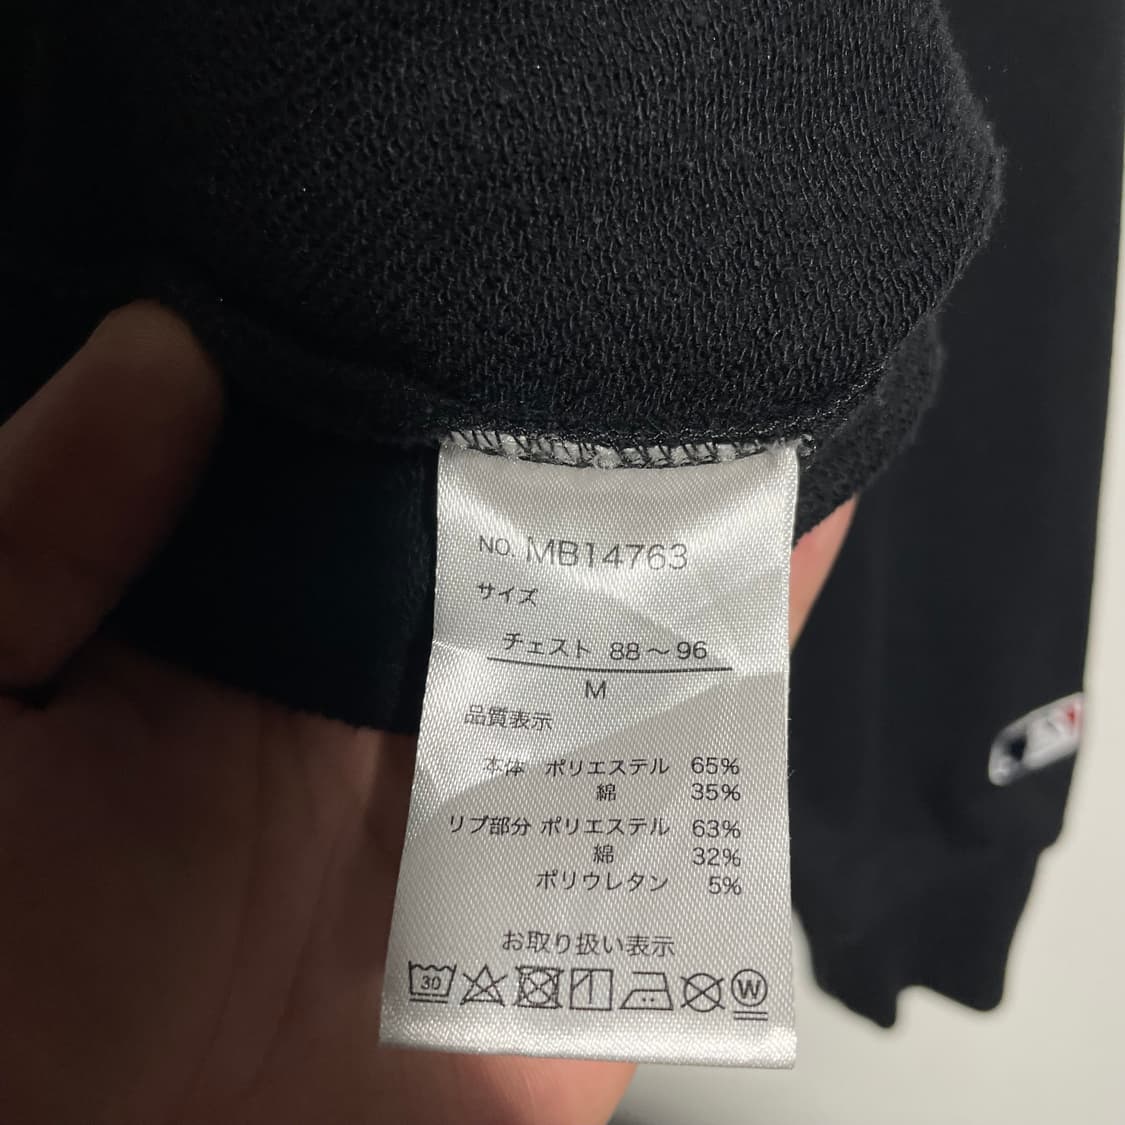 NO. MB14763
サイズ
チェスト 88～96
M
品質表示
本体 ポリエステル 65%
綿 35%
リブ部分 ポリエステル 63%
綿 32%
ポリウレタン 5%
お取り扱い表示
30
W